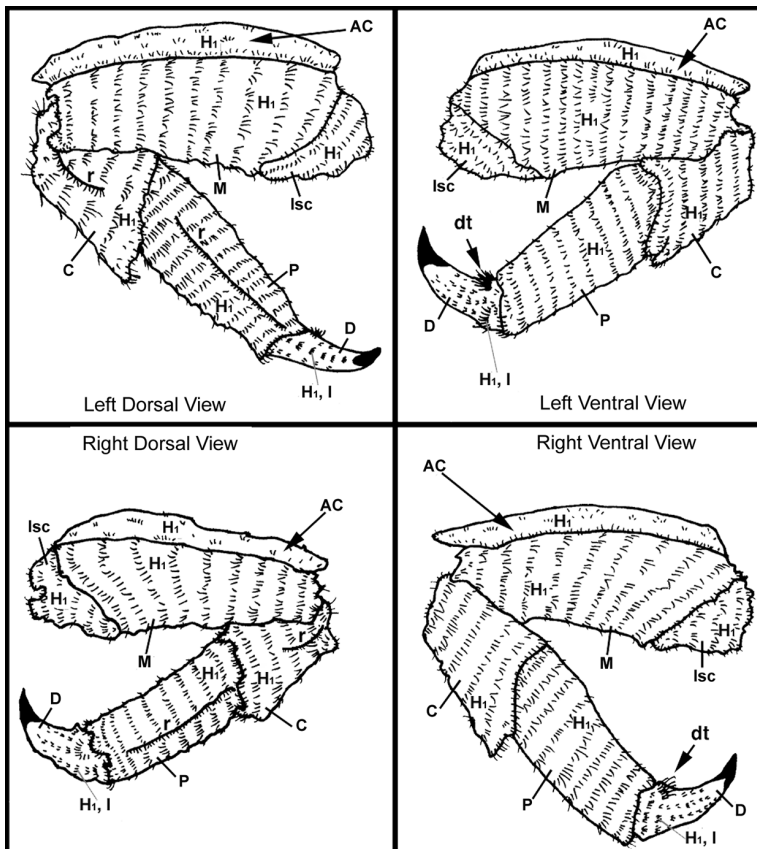 H1
AC
H1
H1
r
M
Isc
H1
C
r
P
H1
D
H1, I
Left Dorsal View
H1
AC
H1
H1
Isc
M
dt
H1
H1
C
D
P
H1, I
Left Ventral View
Right Dorsal View
H1
AC
Isc
H1
H1
M
r
H1
H1
D
r
C
P
H1, I
Right Ventral View
AC
H1
H1
H1
M
Isc
C
H1
H1
dt
P
D
H1, I